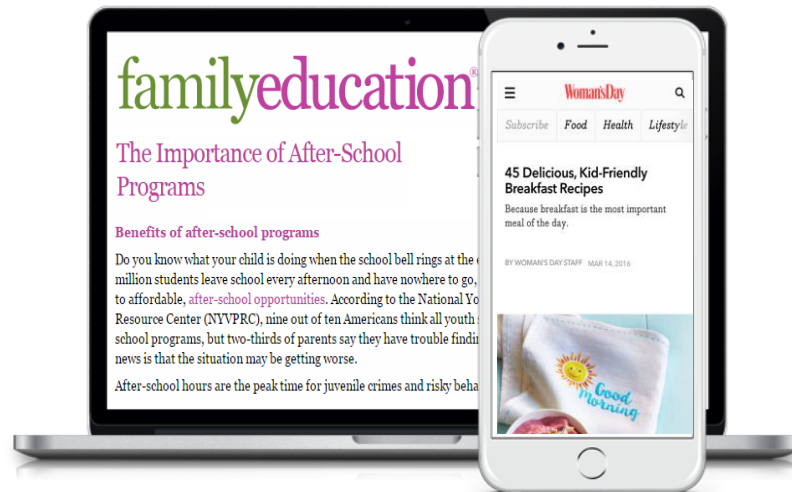 familyeducation®
The Importance of After-School
Programs
Benefits of after-school programs
Do you know what your child is doing when the school bell rings at the
million students leave school every afternoon and have nowhere to go,
to affordable, after-school opportunities. According to the National
Resource Center (NYVPRC), nine out of ten Americans think all youth
school programs, but two-thirds of parents say they have trouble
news is that the situation may be getting worse.
After-school hours are the peak time for juvenile crimes and risky
Woman'sDay
Subscribe Food Health Lifestyle
45 Delicious, Kid-Friendly
Breakfast Recipes
Because breakfast is the most important
meal of the day.
BY WOMAN'S DAY STAFF MAR 14, 2016
Good
Morning